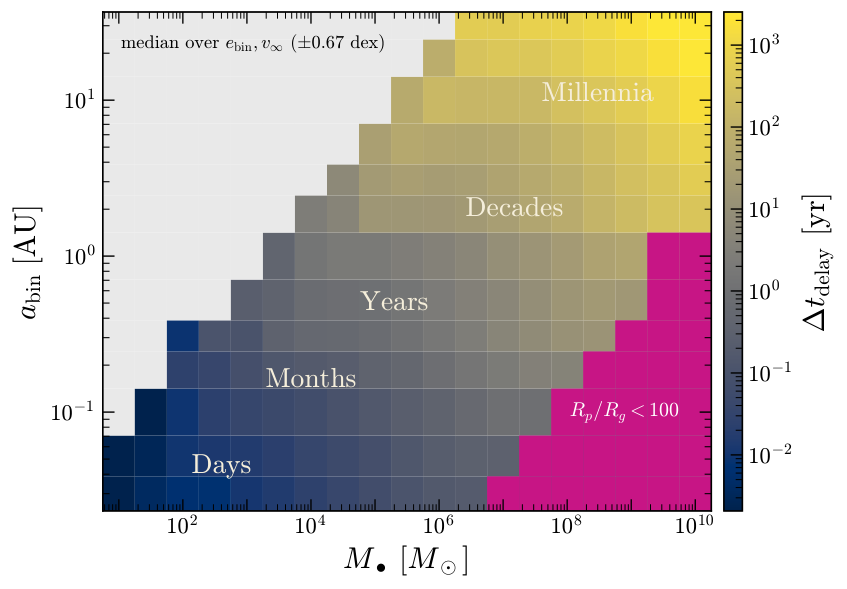 median over e_bin, v_∞ (±0.67 dex)
Millennia
Decades
Years
Months
Days
R_p/R_g < 100
10^1
10^0
10^−1
a_bin [AU]
10^2
10^4
10^6
10^8
10^10
M_• [M_⊙]
10^3
10^2
10^1
10^0
10^−1
10^−2
Δt_delay [yr]